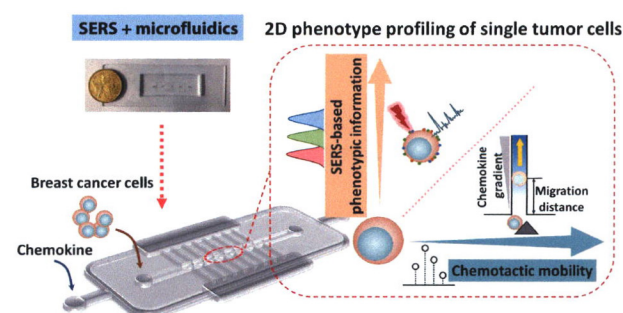 SERS + microfluidics
2D phenotype profiling of single tumor cells
SERS-based
phenotypic information
Chemokine
gradient
Migration
distance
Breast cancer cells
Chemokine
Chemotactic mobility